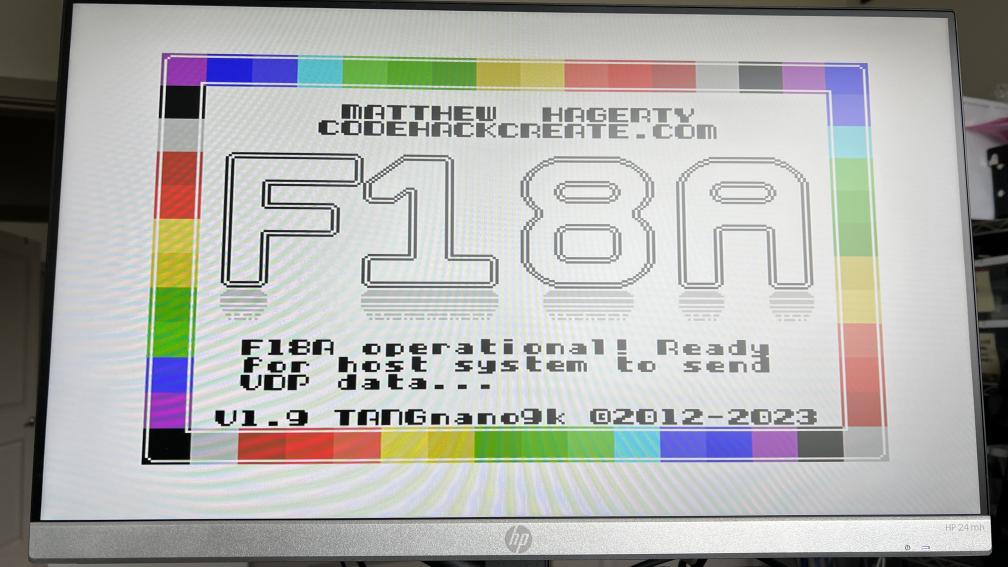 MATTHEW HAGERTY
CODEHACKCREATE.COM
F18A
F18A operational! Ready
for host system to send
VDP data...
V1.9 TANGnano9k ©2012-2023
hp
HP 24mh